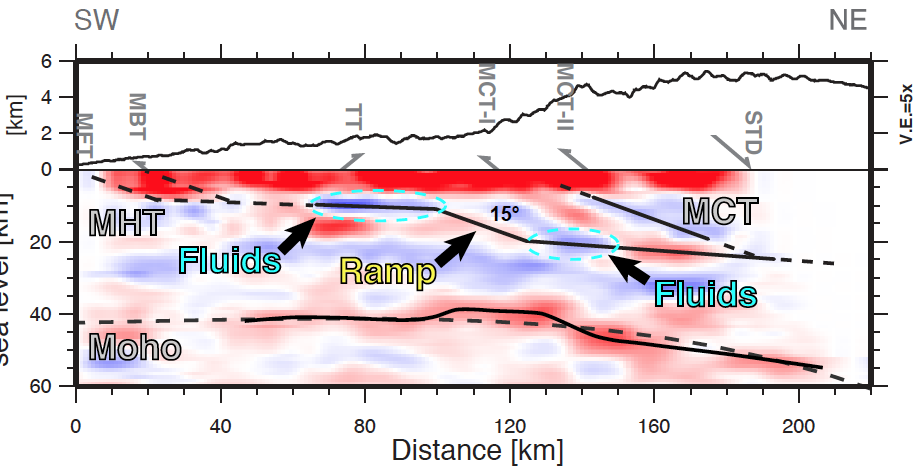 SW NE
6
4
2
0
[km]
MFT
MBT
TT
MCT-I
MCT-II
STD
V.E.=5x
MHT
15°
MCT
Fluids
Ramp
Fluids
Moho
20
40
60
sea level [km]
0 40 80 120 160 200
Distance [km]